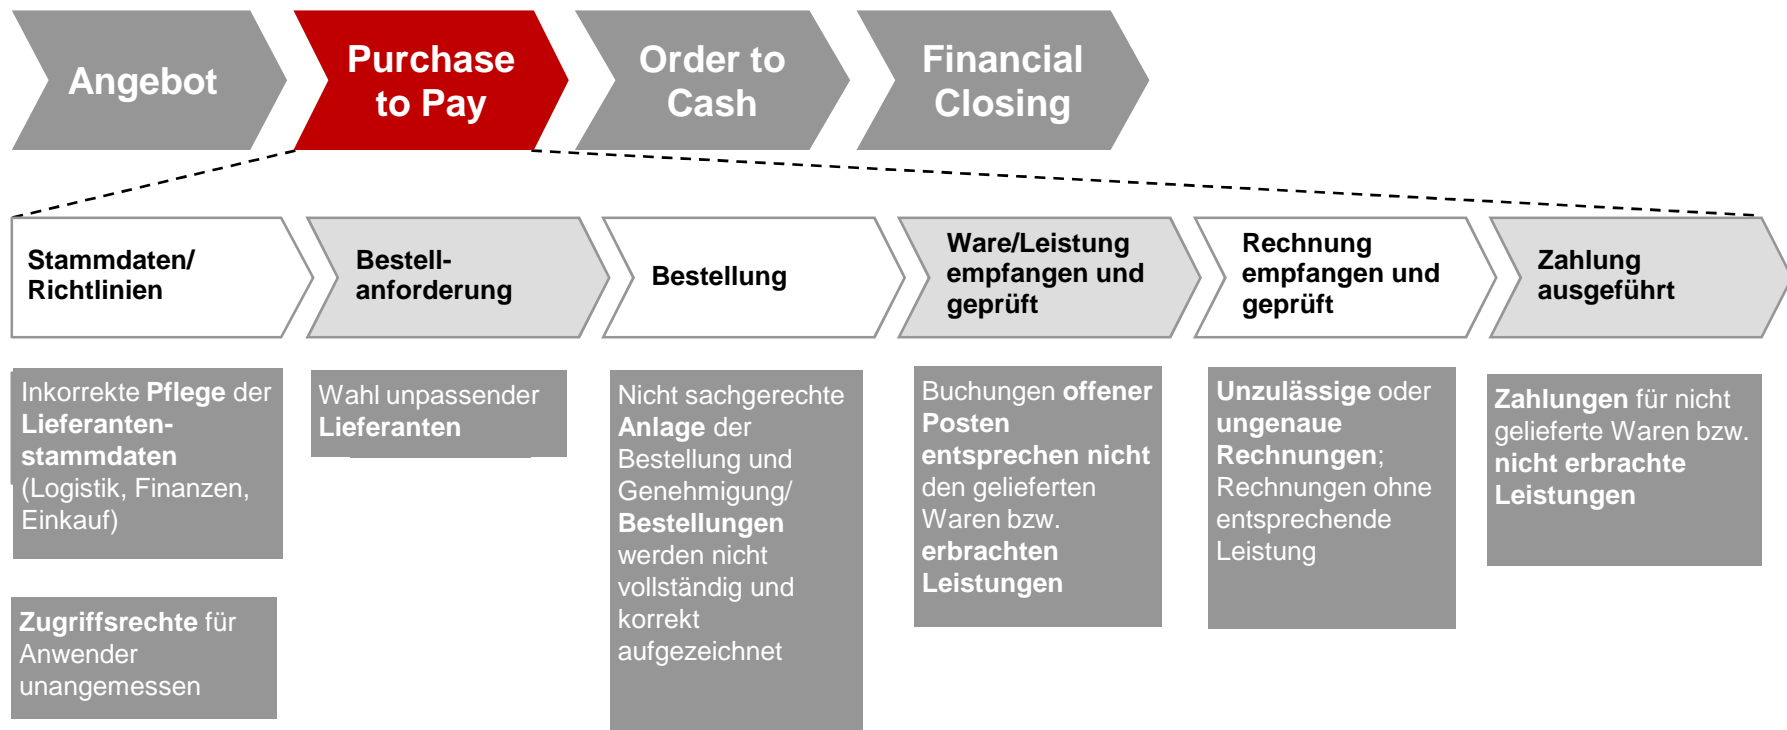 Angebot
Purchase
to Pay
Order to
Cash
Financial
Closing
Stammdaten/
Richtlinien
Bestell-
anforderung
Bestellung
Ware/Leistung
empfangen und
geprüft
Rechnung
empfangen und
geprüft
Zahlung
ausgeführt
Inkorrekte Pflege der
Lieferanten-
stammdaten
(Logistik, Finanzen,
Einkauf)
Zugriffsrechte für
Anwender
unangemessen
Wahl unpassender
Lieferanten
Nicht sachgerechte
Anlage der
Bestellung und
Genehmigung/
Bestellungen
werden nicht
vollständig und
korrekt
aufgezeichnet
Buchungen offener
Posten
entsprechen nicht
den gelieferten
Waren bzw.
erbrachten
Leistungen
Unzulässige oder
ungenaue
Rechnungen;
Rechnungen ohne
entsprechende
Leistung
Zahlungen für nicht
gelieferte Waren bzw.
nicht erbrachte
Leistungen